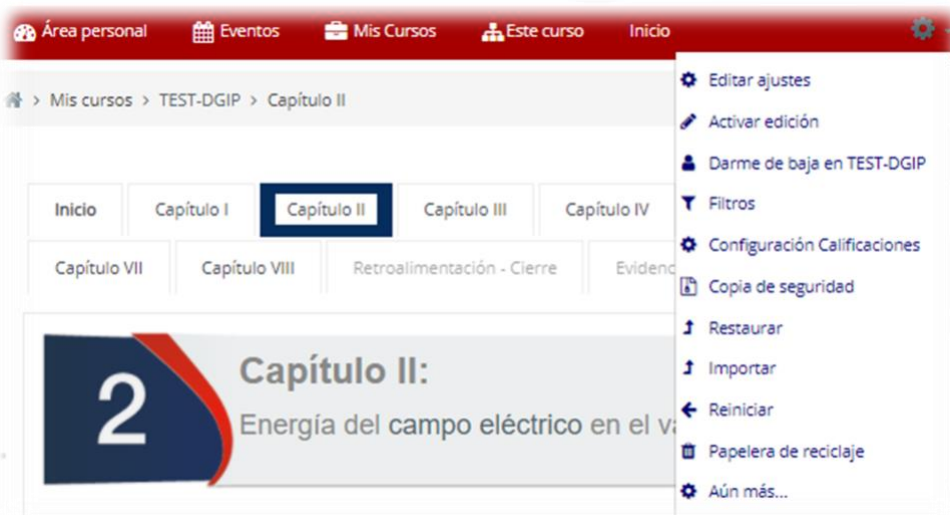 Área personal Eventos Mis Cursos Este curso Inicio
> Mis cursos > TEST-DGIP > Capítulo II
Inicio Capítulo I Capítulo II Capítulo III Capítulo IV
Capítulo VII Capítulo VIII Retroalimentación - Cierre
2
Capítulo II:
Energía del campo eléctrico en el
Editar ajustes
Activar edición
Darme de baja en TEST-DGIP
Filtros
Configuración Calificaciones
Copia de seguridad
Restaurar
Importar
Reiniciar
Papelera de reciclaje
Aún más...